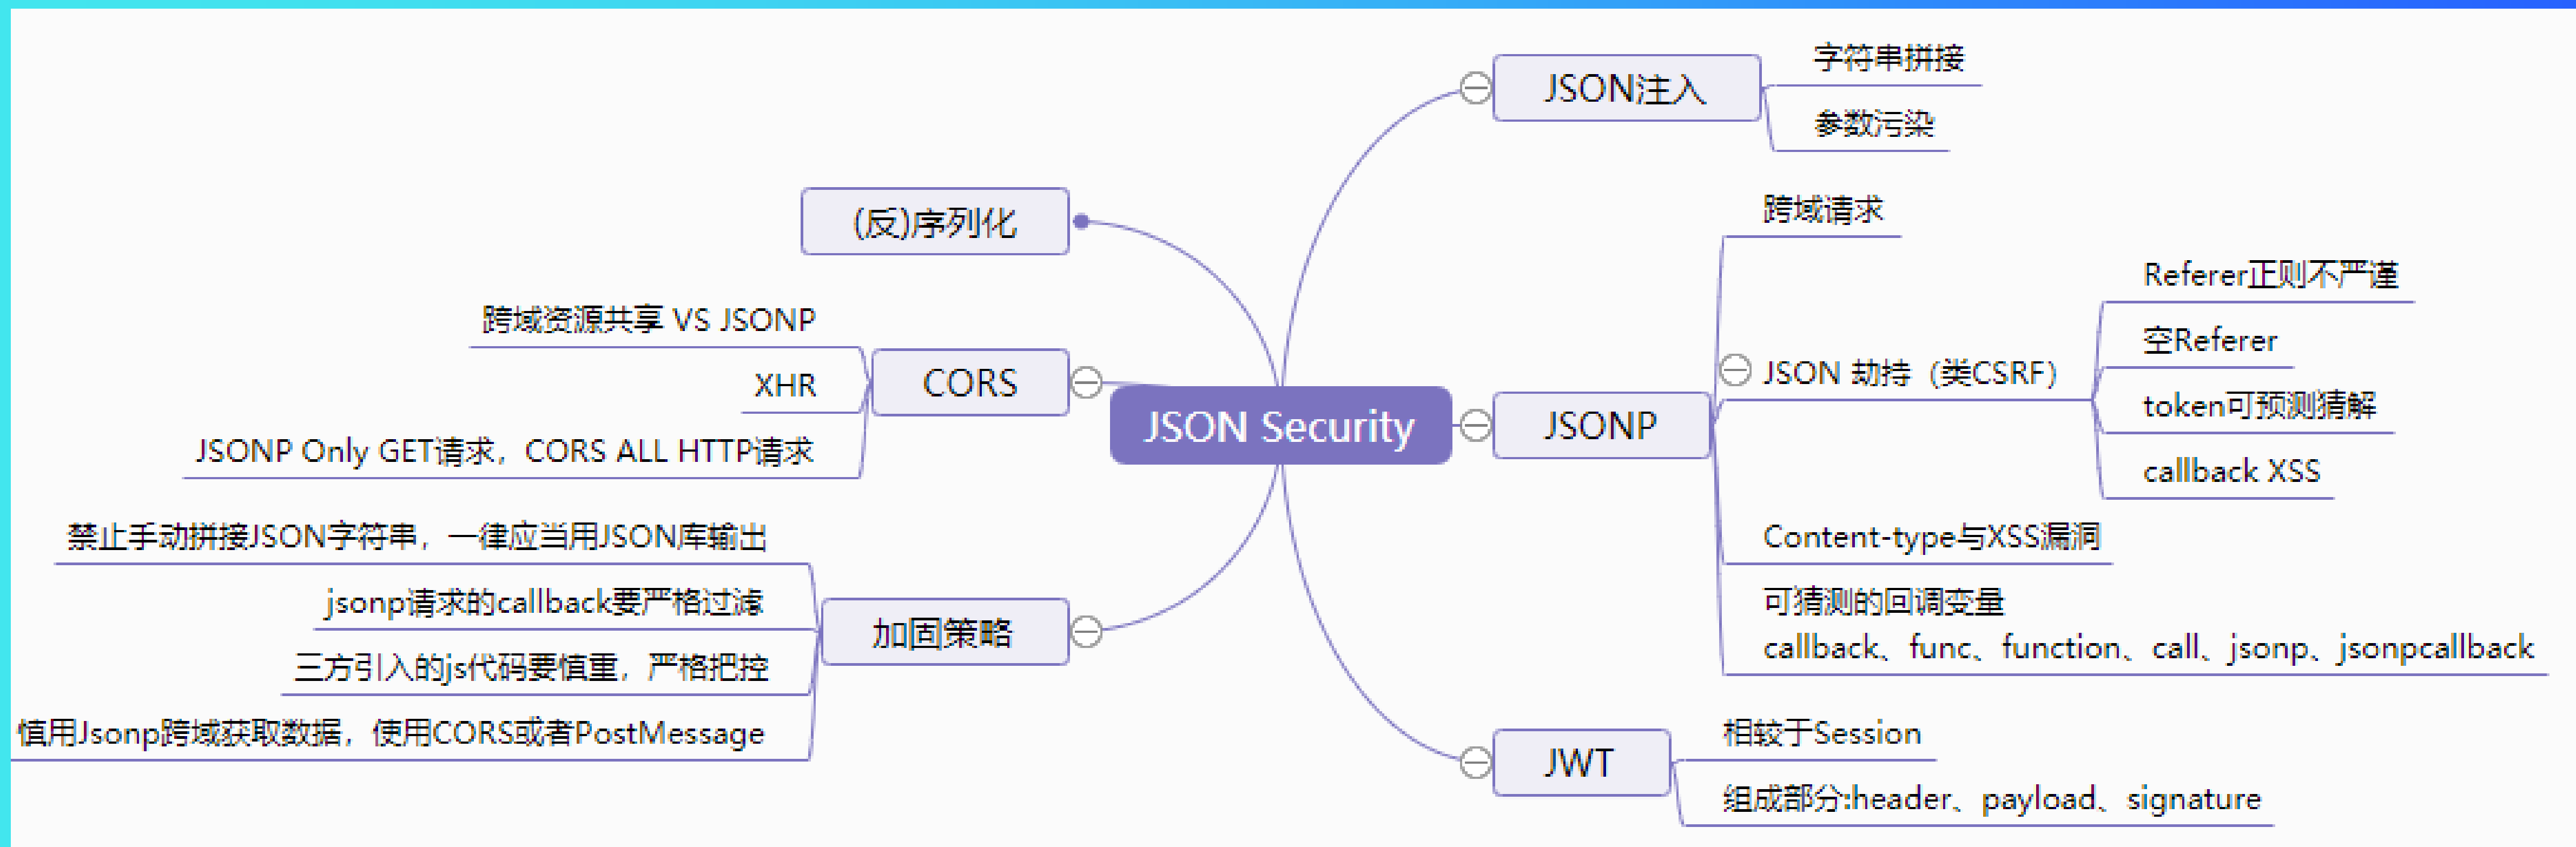 JSON Security
JSON注入
字符串拼接
参数污染
JSONP
跨域请求
JSON 劫持（类CSRF）
Referer正则不严谨
空Referer
token可预测猜解
callback XSS
Content-type与XSS漏洞
可猜测的回调变量
callback、func、function、call、jsonp、jsonpcallback
JWT
相较于Session
组成部分:header、payload、signature
(反)序列化
CORS
跨域资源共享 VS JSONP
XHR
JSONP Only GET请求，CORS ALL HTTP请求
加固策略
禁止手动拼接JSON字符串，一律应当用JSON库输出
jsonp请求的callback要严格过滤
三方引入的js代码要慎重，严格把控
慎用Jsonp跨域获取数据，使用CORS或者PostMessage